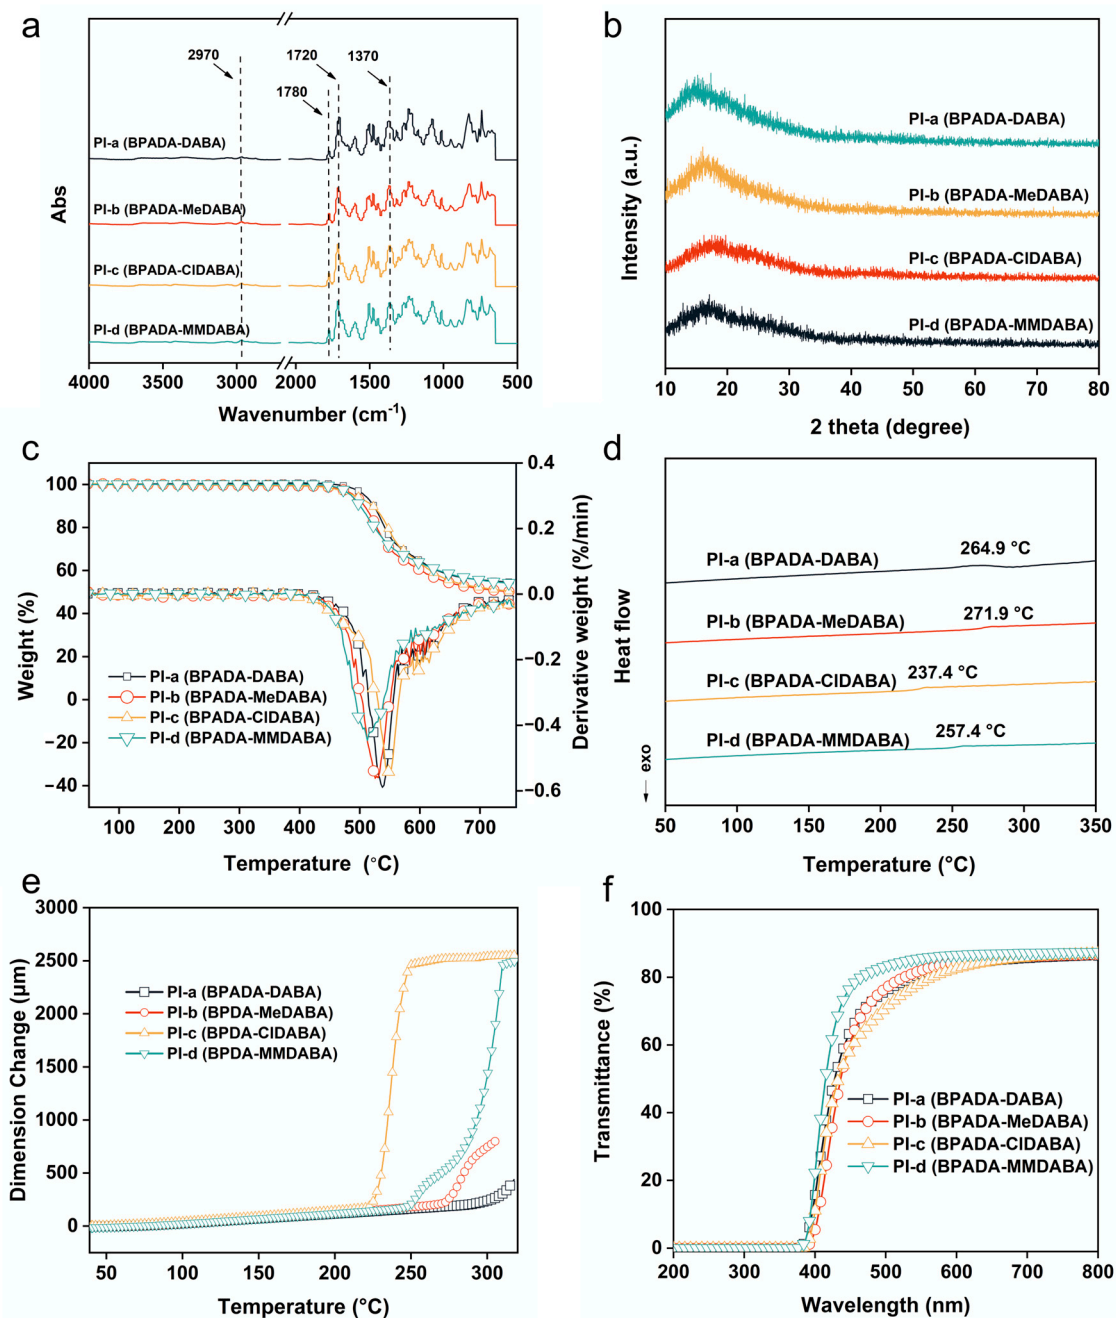 a
2970
1720
1370
1780
PI-a (BPADA-DABA)
PI-b (BPADA-MeDABA)
PI-c (BPADA-ClDABA)
PI-d (BPADA-MMDABA)
Abs
4000 3500 3000 2000 1500 1000 500
Wavenumber (cm-1)
b
PI-a (BPADA-DABA)
PI-b (BPADA-MeDABA)
PI-c (BPADA-ClDABA)
PI-d (BPADA-MMDABA)
Intensity (a.u.)
10 20 30 40 50 60 70 80
2 theta (degree)
c
100
80
60
40
20
0
−20
−40
Weight (%)
0.4
0.2
0.0
−0.2
−0.4
−0.6
Derivative weight (%/min)
PI-a (BPADA-DABA)
PI-b (BPADA-MeDABA)
PI-c (BPADA-ClDABA)
PI-d (BPADA-MMDABA)
100 200 300 400 500 600 700
Temperature (°C)
d
PI-a (BPADA-DABA) 264.9 °C
PI-b (BPADA-MeDABA) 271.9 °C
PI-c (BPADA-ClDABA) 237.4 °C
PI-d (BPADA-MMDABA) 257.4 °C
Heat flow
exo
50 100 150 200 250 300 350
Temperature (°C)
e
3000
2500
2000
1500
1000
500
0
Dimension Change (μm)
PI-a (BPADA-DABA)
PI-b (BPDA-MeDABA)
PI-c (BPDA-ClDABA)
PI-d (BPDA-MMDABA)
50 100 150 200 250 300
Temperature (°C)
f
100
80
60
40
20
0
Transmittance (%)
PI-a (BPADA-DABA)
PI-b (BPADA-MeDABA)
PI-c (BPADA-ClDABA)
PI-d (BPADA-MMDABA)
200 300 400 500 600 700 800
Wavelength (nm)